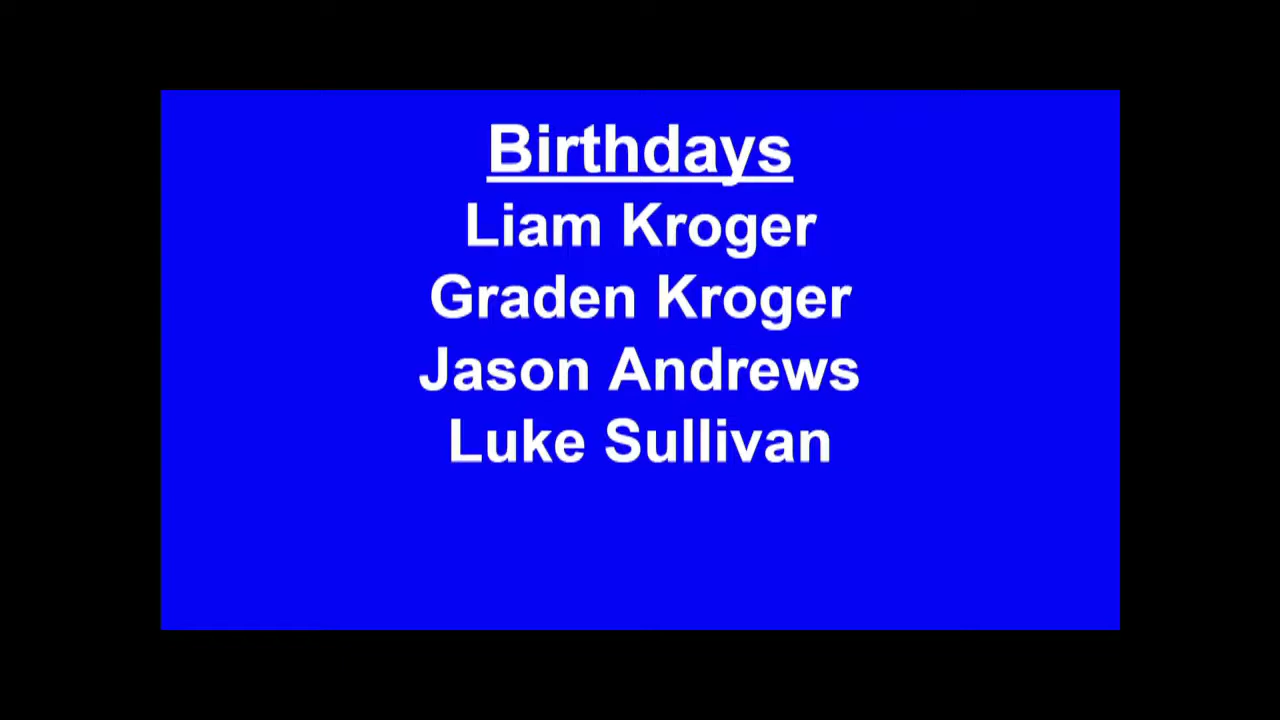 Birthdays
Liam Kroger
Graden Kroger
Jason Andrews
Luke Sullivan